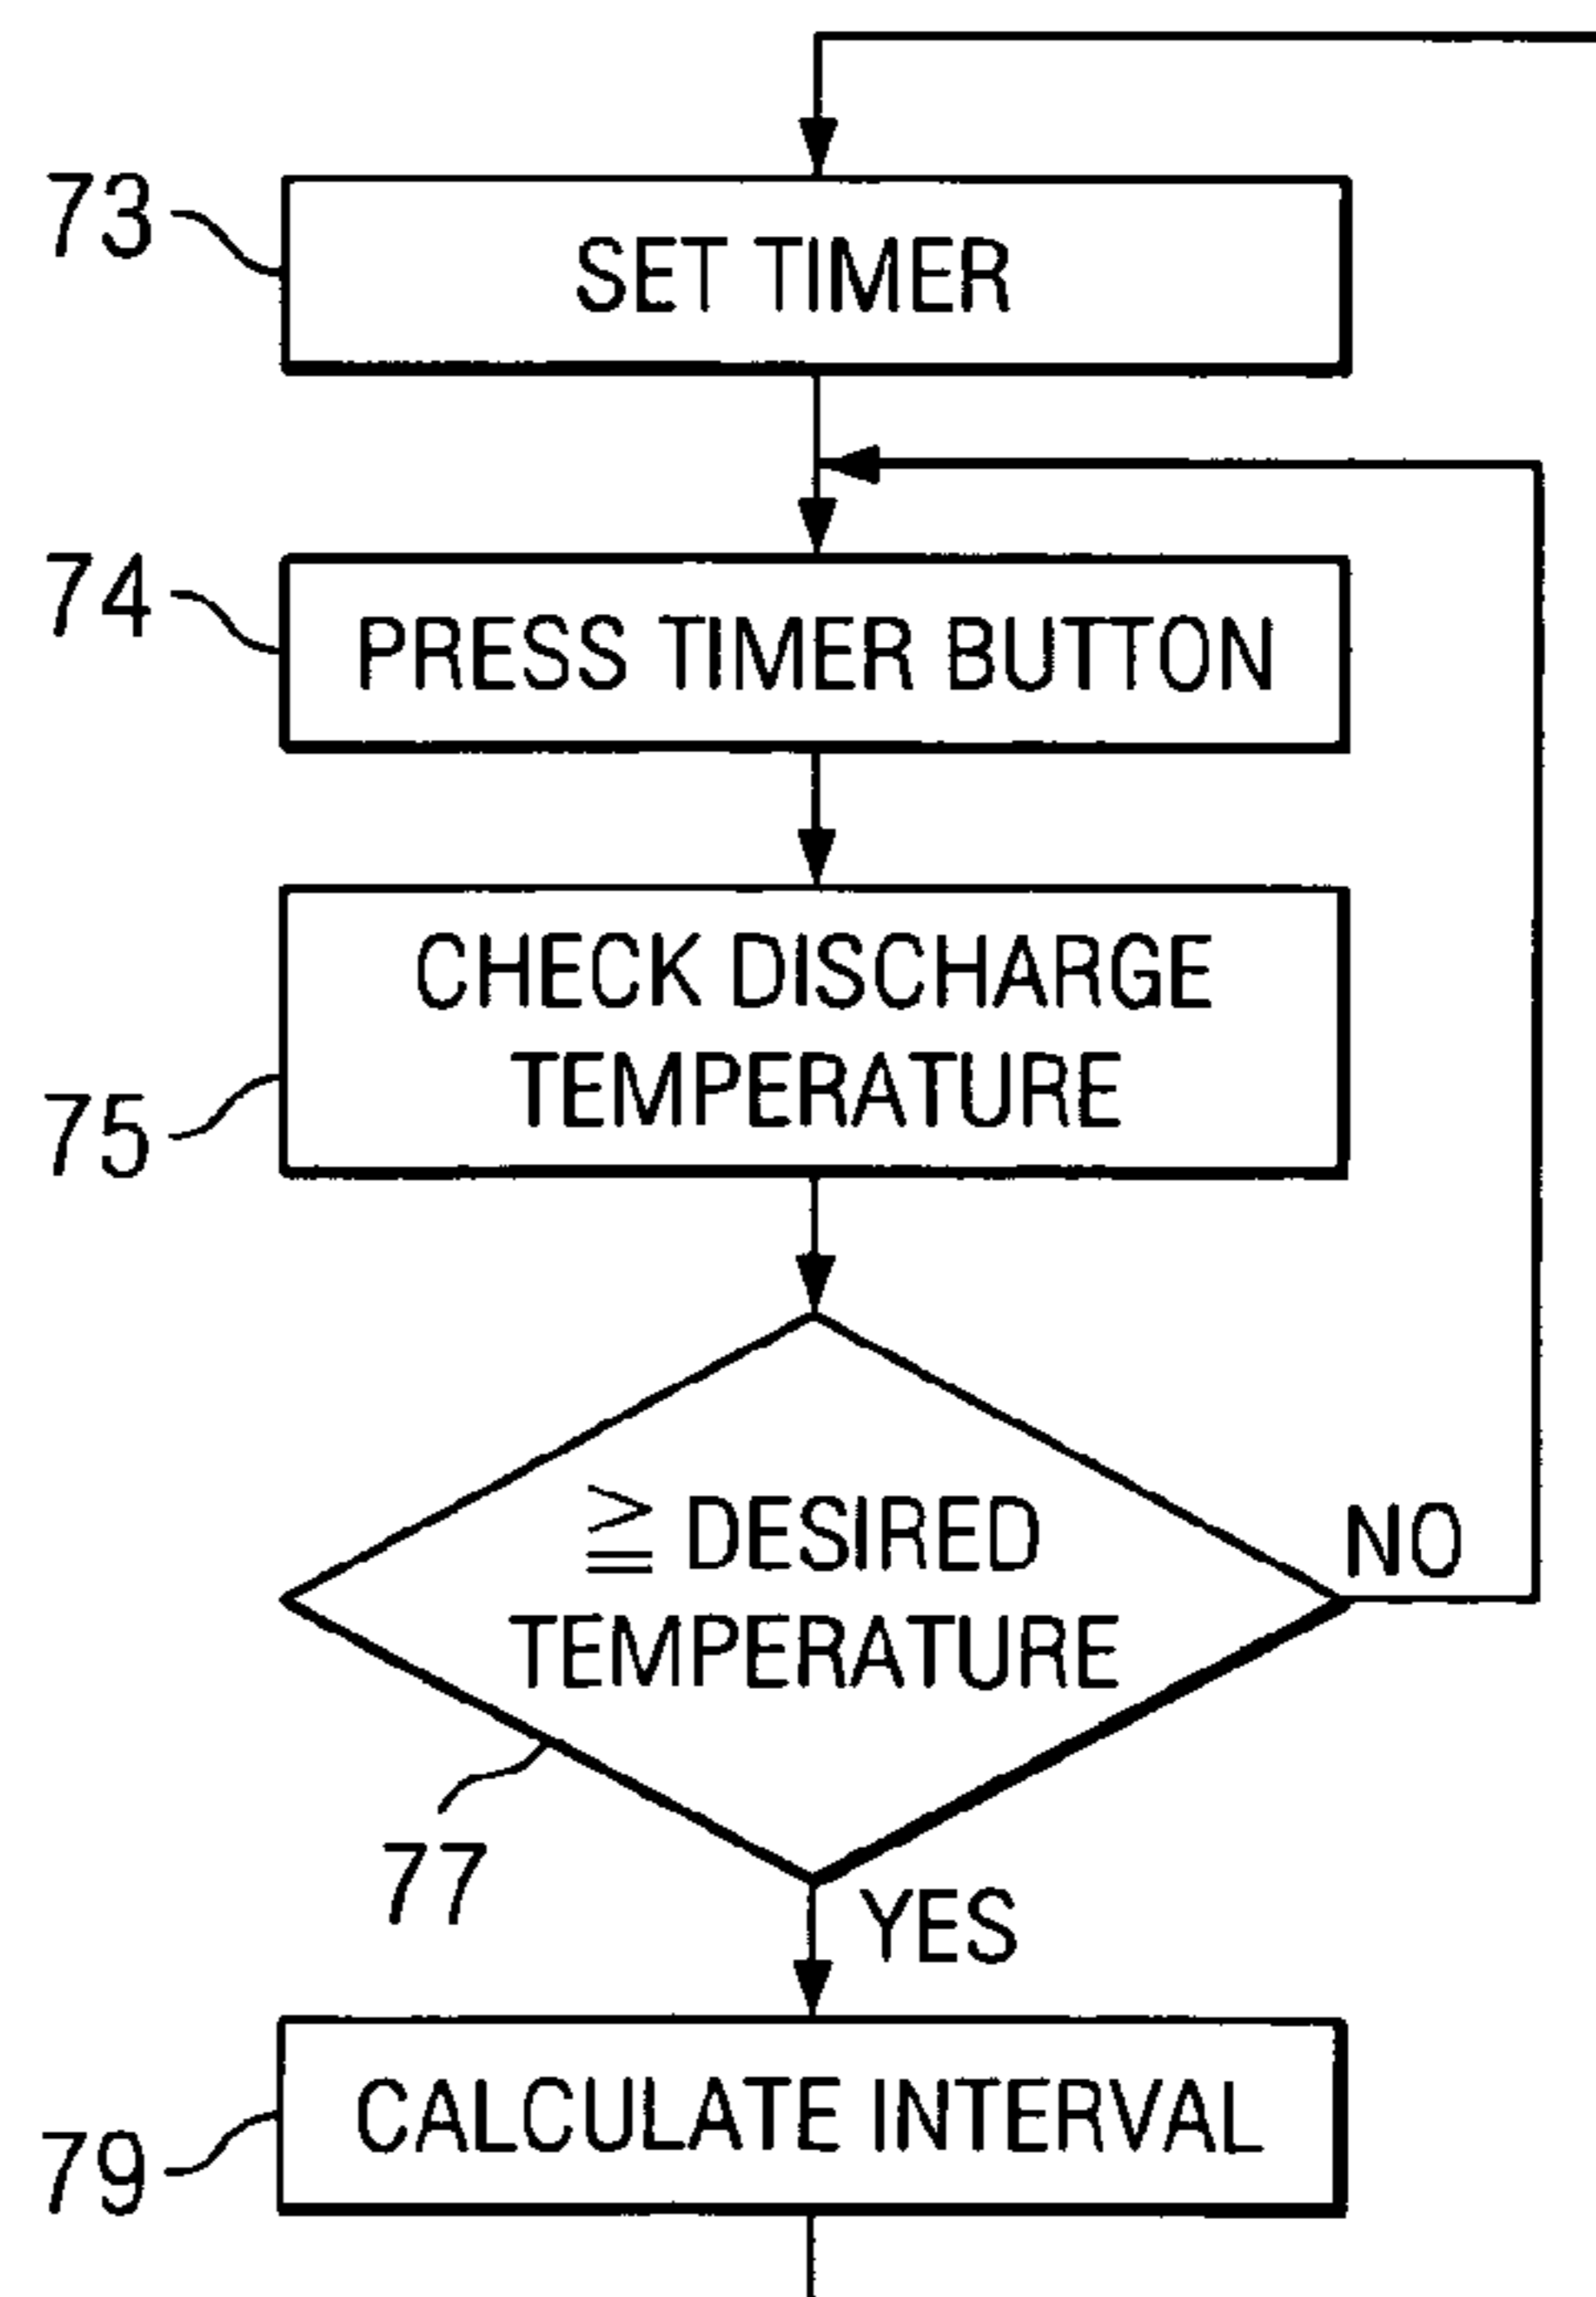 73
SET TIMER
74
PRESS TIMER BUTTON
CHECK DISCHARGE
TEMPERATURE
75
≧ DESIRED
TEMPERATURE
NO
77
YES
CALCULATE INTERVAL
79